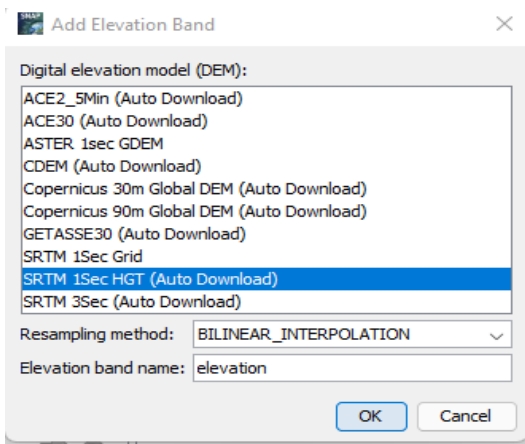 SNAP
Add Elevation Band
Digital elevation model (DEM):
ACE2_5Min (Auto Download)
ACE30 (Auto Download)
ASTER 1sec GDEM
CDEM (Auto Download)
Copernicus 30m Global DEM (Auto Download)
Copernicus 90m Global DEM (Auto Download)
GETASSE30 (Auto Download)
SRTM 1Sec Grid
SRTM 1Sec HGT (Auto Download)
SRTM 3Sec (Auto Download)
Resampling method: BILINEAR_INTERPOLATION
Elevation band name: elevation
OK Cancel